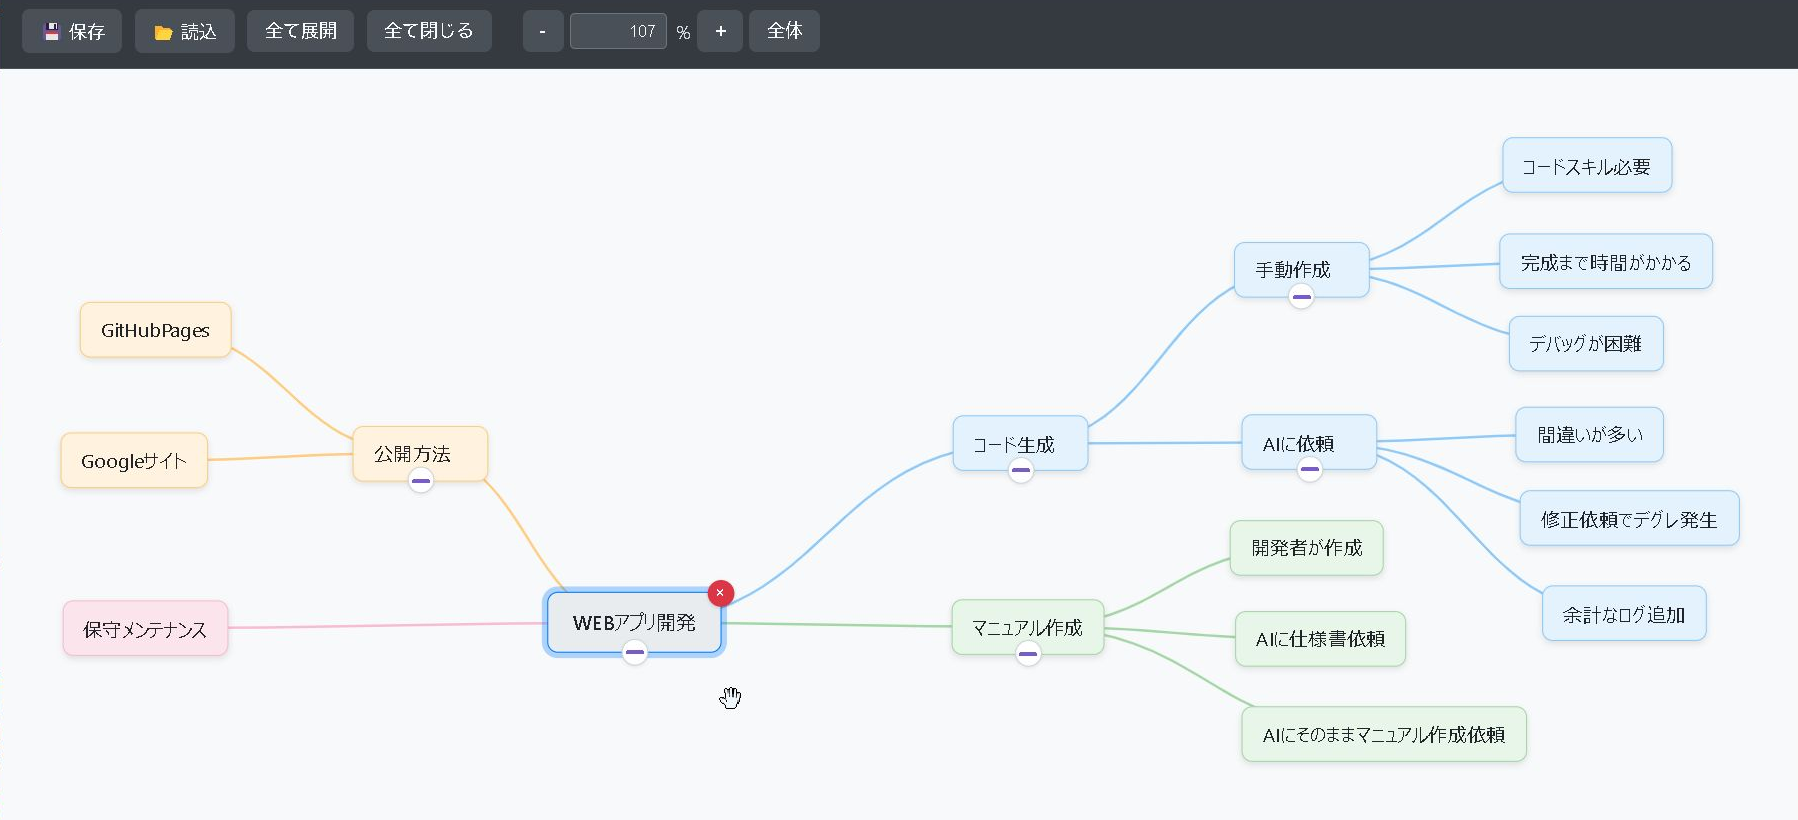 保存
読込
全て展開
全て閉じる
-
107
%
+
全体
コードスキル必要
手動作成
完成まで時間がかかる
デバッグが困難
GitHubPages
Googleサイト
公開方法
コード生成
AIに依頼
間違いが多い
修正依頼でデグレ発生
余計なログ追加
保守メンテナンス
WEBアプリ開発
×
マニュアル作成
開発者が作成
AIに仕様書依頼
AIにそのままマニュアル作成依頼